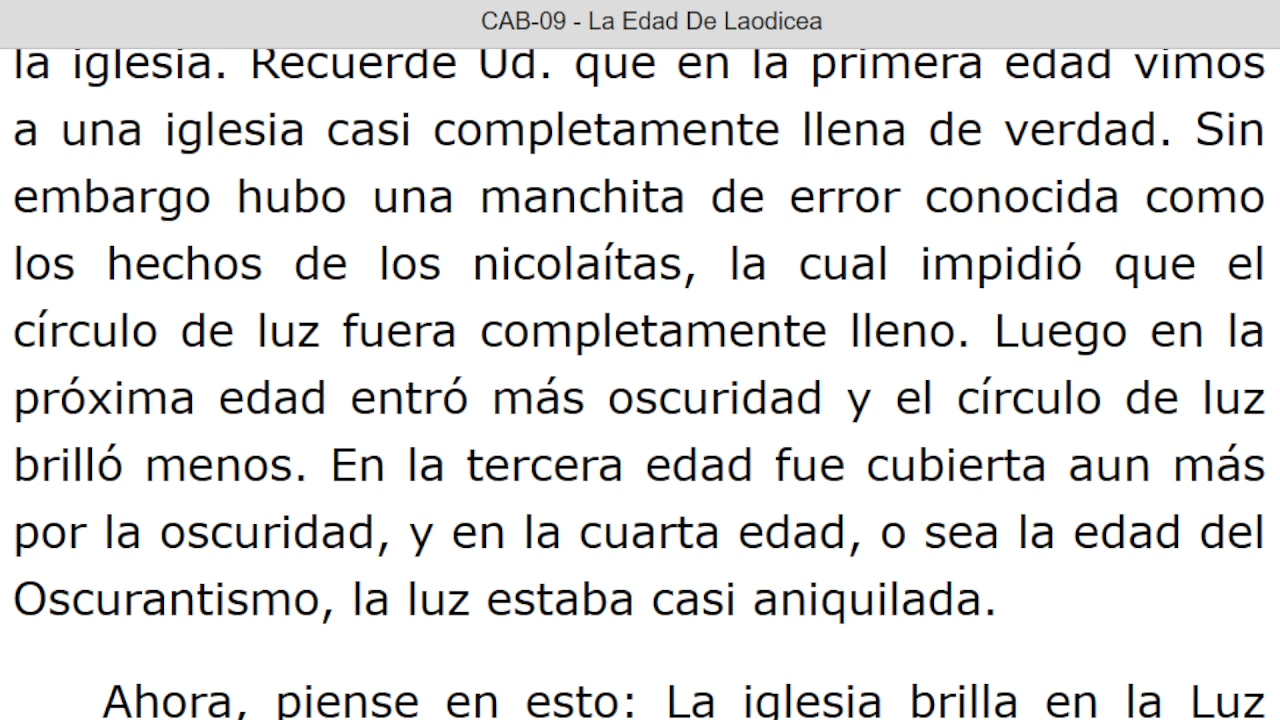 CAB-09 - La Edad De Laodicea
la iglesia. Recuerde Ud. que en la primera edad vimos
a una iglesia casi completamente llena de verdad. Sin
embargo hubo una manchita de error conocida como
los hechos de los nicolaítas, la cual impidió que el
círculo de luz fuera completamente lleno. Luego en la
próxima edad entró más oscuridad y el círculo de luz
brilló menos. En la tercera edad fue cubierta aun más
por la oscuridad, y en la cuarta edad, o sea la edad del
Oscurantismo, la luz estaba casi aniquilada.
Ahora, piense en esto: La iglesia brilla en la Luz